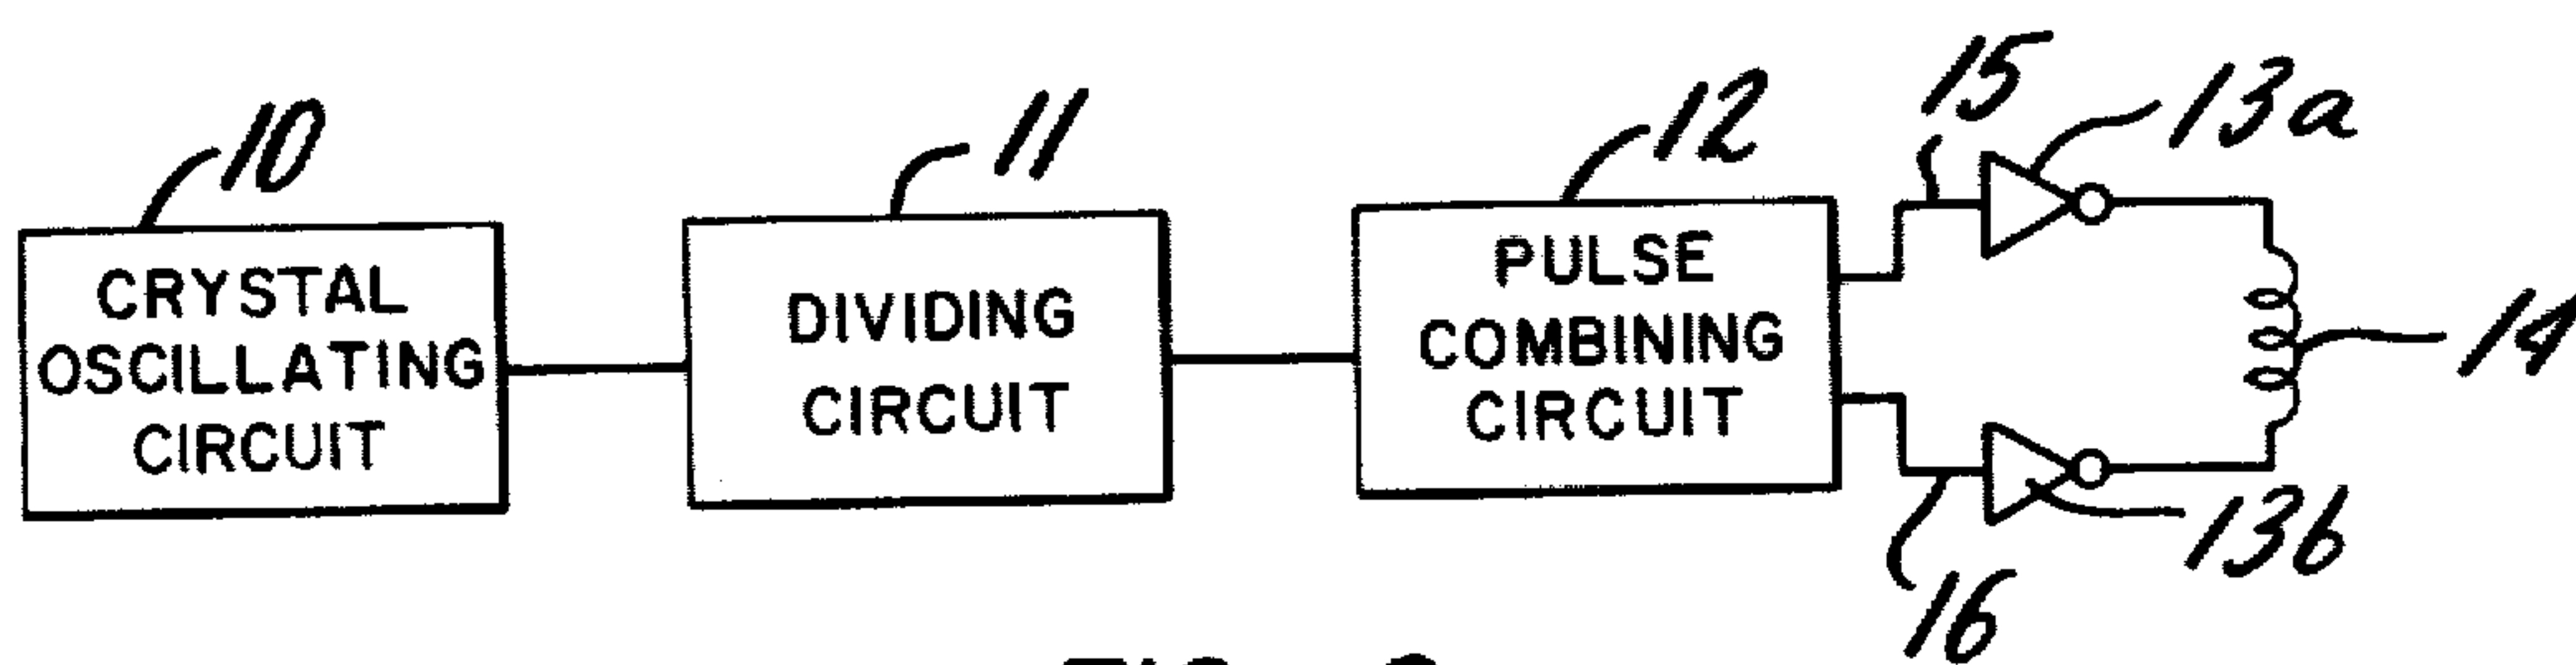 10
11
12
15
13a
CRYSTAL
OSCILLATING
CIRCUIT
DIVIDING
CIRCUIT
PULSE
COMBINING
CIRCUIT
14
13b
16